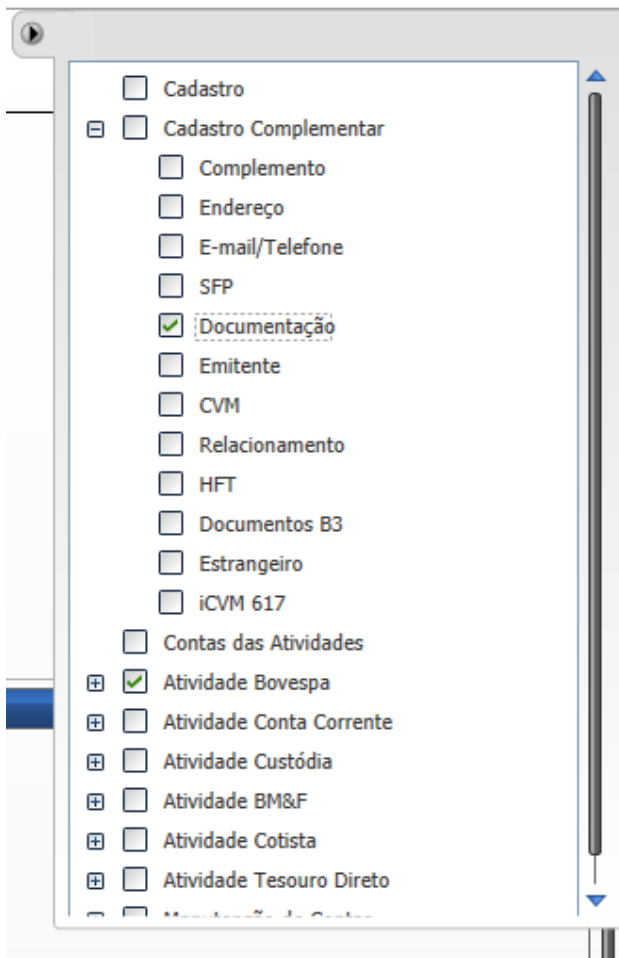 Cadastro
Cadastro Complementar
Complemento
Endereço
E-mail/Telefone
SFP
Documentação
Emitente
CVM
Relacionamento
HFT
Documentos B3
Estrangeiro
iCVM 617
Contas das Atividades
Atividade Bovespa
Atividade Conta Corrente
Atividade Custódia
Atividade BM&F
Atividade Cotista
Atividade Tesouro Direto